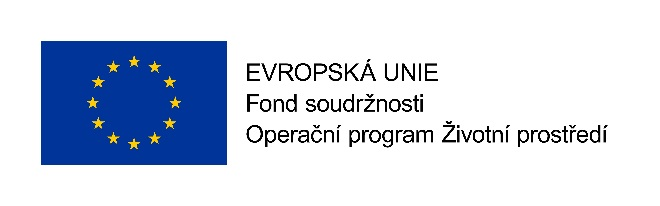 EVROPSKÁ UNIE
Fond soudržnosti
Operační program Životní prostředí